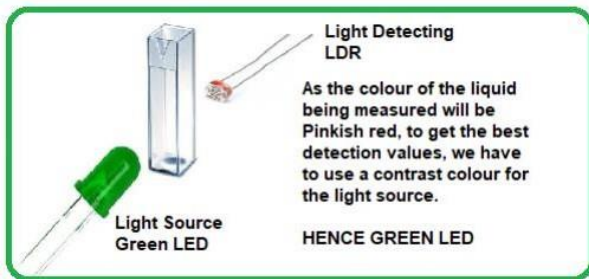 Light Detecting
LDR
As the colour of the liquid
being measured will be
Pinkish red, to get the best
detection values, we have
to use a contrast colour for
the light source.
HENCE GREEN LED
Light Source
Green LED